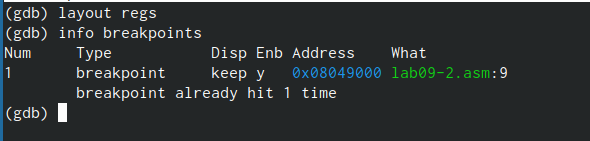 (gdb) layout regs
(gdb) info breakpoints
Num     Type           Disp Enb Address    What
1       breakpoint     keep y   0x08049000 lab09-2.asm:9
        breakpoint already hit 1 time
(gdb)